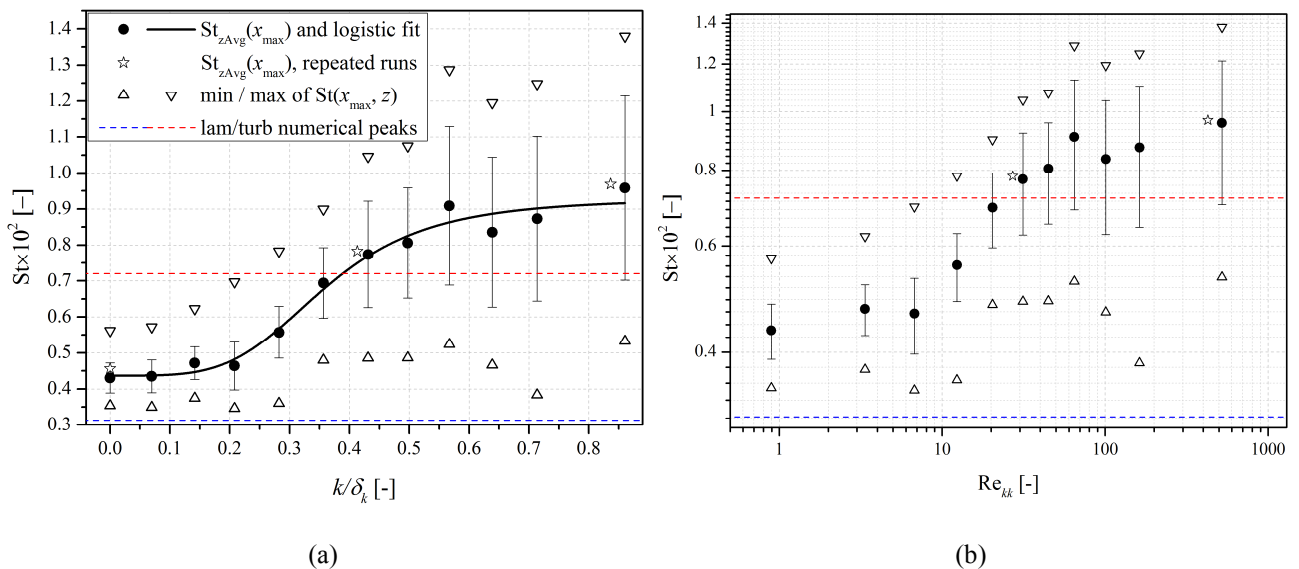 1.4
1.3
1.2
1.1
1.0
0.9
0.8
0.7
0.6
0.5
0.4
0.3
St×10² [–]
St_zAvg(x_max) and logistic fit
St_zAvg(x_max), repeated runs
min / max of St(x_max, z)
lam/turb numerical peaks
0.0 0.1 0.2 0.3 0.4 0.5 0.6 0.7 0.8
k/δ_k [-]
(a)
1.4
1.2
1
0.8
0.6
0.4
St×10² [–]
1 10 100 1000
Re_kk [-]
(b)